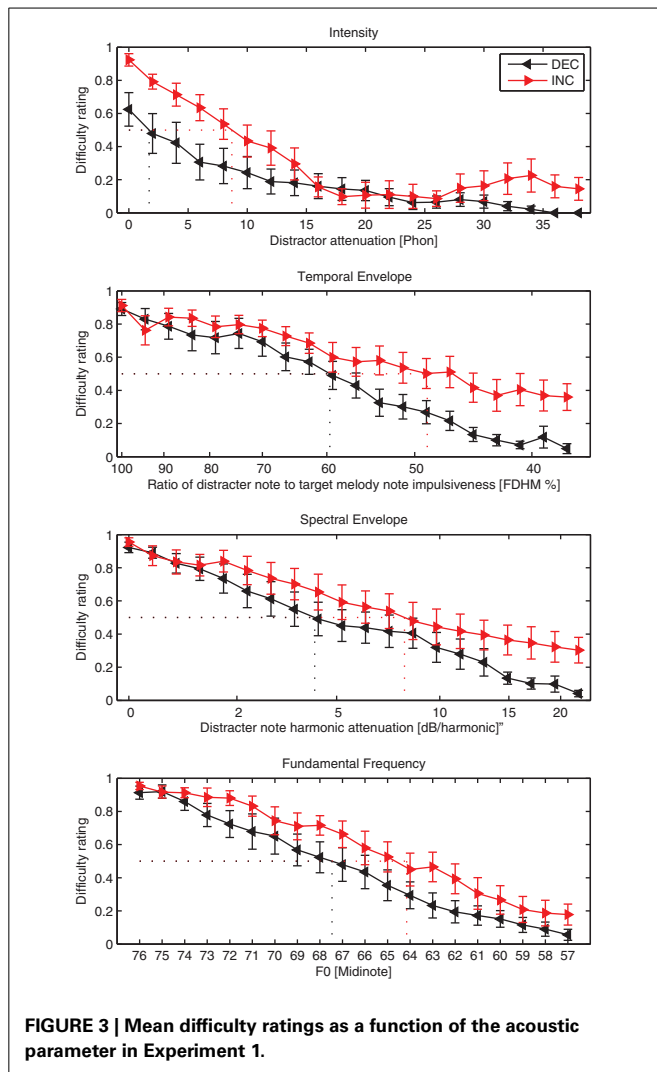 Intensity
1
0.8
0.6
0.4
0.2
0
Difficulty rating
DEC
INC
0 5 10 15 20 25 30 35
Distractor attenuation [Phon]
Temporal Envelope
1
0.8
0.6
0.4
0.2
0
Difficulty rating
100 90 80 70 60 50 40
Ratio of distracter note to target melody note impulsiveness [FDHM %]
Spectral Envelope
1
0.8
0.6
0.4
0.2
0
Difficulty rating
0 2 5 10 15 20
Distracter note harmonic attenuation [dB/harmonic]”
Fundamental Frequency
1
0.8
0.6
0.4
0.2
0
Difficulty rating
76 75 74 73 72 71 70 69 68 67 66 65 64 63 62 61 60 59 58 57
F0 [Midinote]
FIGURE 3 | Mean difficulty ratings as a function of the acoustic
parameter in Experiment 1.